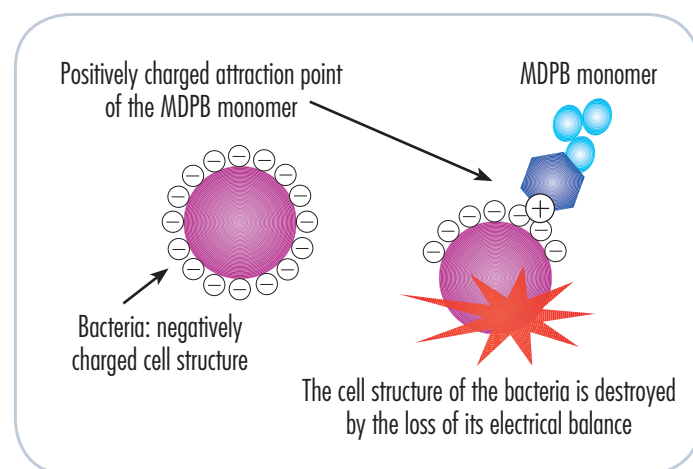 Positively charged attraction point
of the MDPB monomer
MDPB monomer
Bacteria: negatively
charged cell structure
The cell structure of the bacteria is destroyed
by the loss of its electrical balance